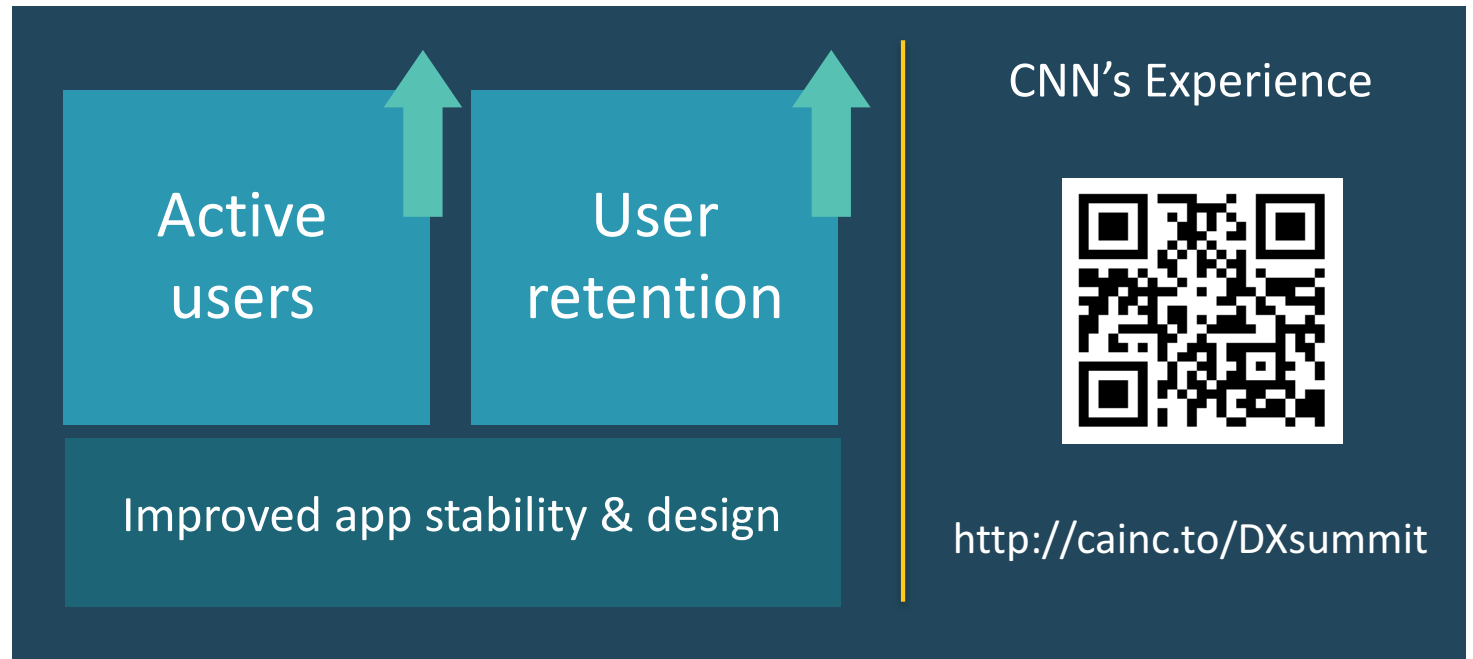 Active
users
User
retention
Improved app stability & design
CNN’s Experience
http://cainc.to/DXsummit